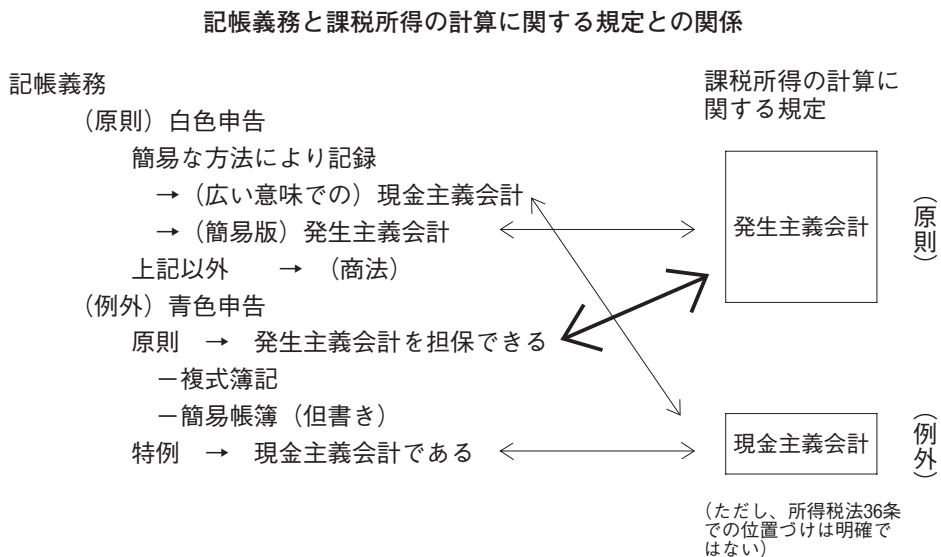 記帳義務と課税所得の計算に関する規定との関係
記帳義務
（原則）白色申告
簡易な方法により記録
→（広い意味での）現金主義会計
→（簡易版）発生主義会計
上記以外　→　（商法）
（例外）青色申告
原則　→　発生主義会計を担保できる
－複式簿記
－簡易帳簿（但書き）
特例　→　現金主義会計である
課税所得の計算に
関する規定
発生主義会計
（原則）
現金主義会計
（例外）
（ただし、所得税法36条
での位置づけは明確で
はない）